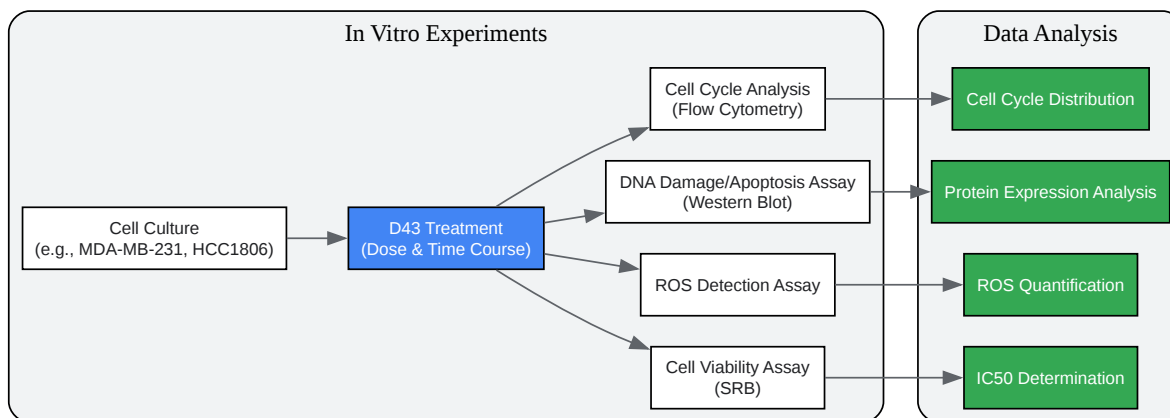 In Vitro Experiments
Data Analysis
Cell Cycle Analysis
(Flow Cytometry)
Cell Cycle Distribution
DNA Damage/Apoptosis Assay
(Western Blot)
Protein Expression Analysis
Cell Culture
(e.g., MDA-MB-231, HCC1806)
D43 Treatment
(Dose & Time Course)
ROS Detection Assay
ROS Quantification
Cell Viability Assay
(SRB)
IC50 Determination